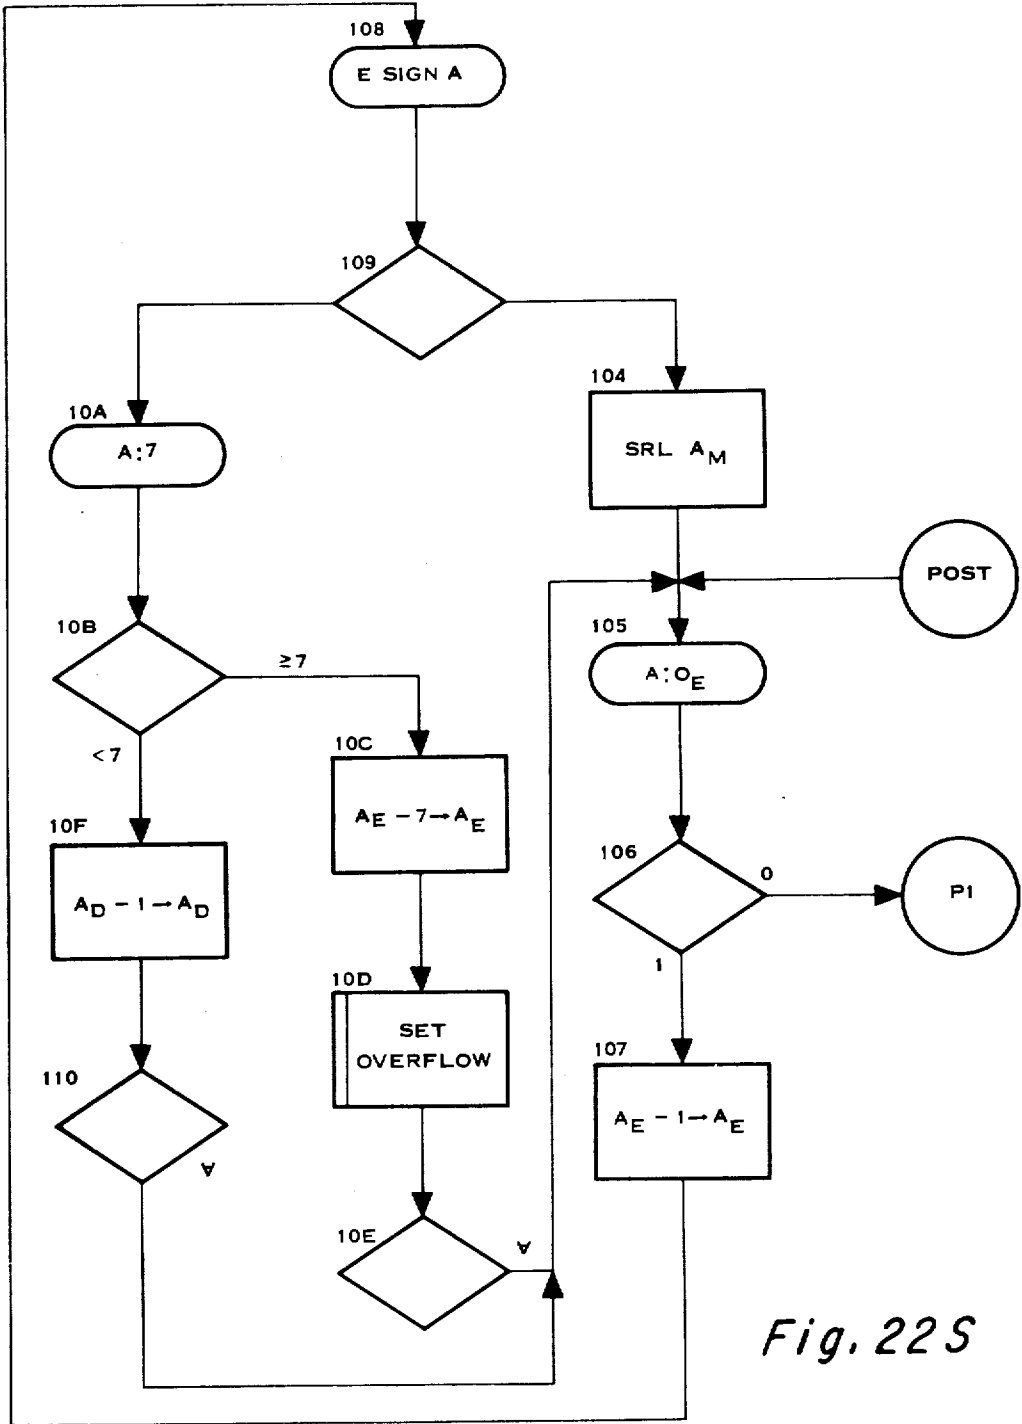 108
E SIGN A
109
104
SRL A_M
10A
A:7
POST
10B
≥7
<7
105
A:O_E
10C
A_E − 7→A_E
10F
A_D − 1→A_D
106
0
1
P1
10D
SET
OVERFLOW
107
A_E − 1→A_E
110
∀
10E
∀
Fig. 22S